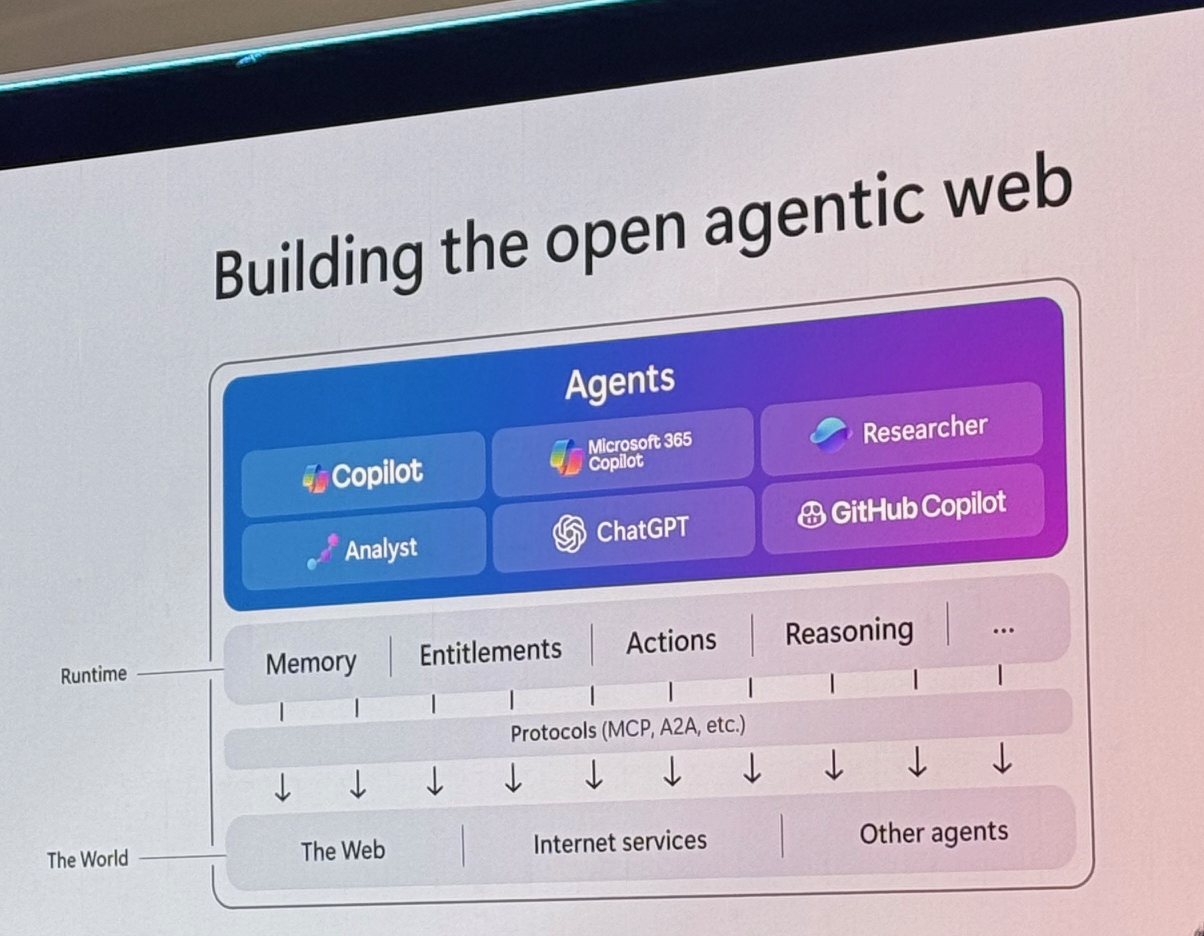 Building the open agentic web
Agents
Copilot
Microsoft 365
Copilot
Researcher
Analyst
ChatGPT
GitHub Copilot
Runtime
Memory
Entitlements
Actions
Reasoning
...
Protocols (MCP, A2A, etc.)
The World
The Web
Internet services
Other agents